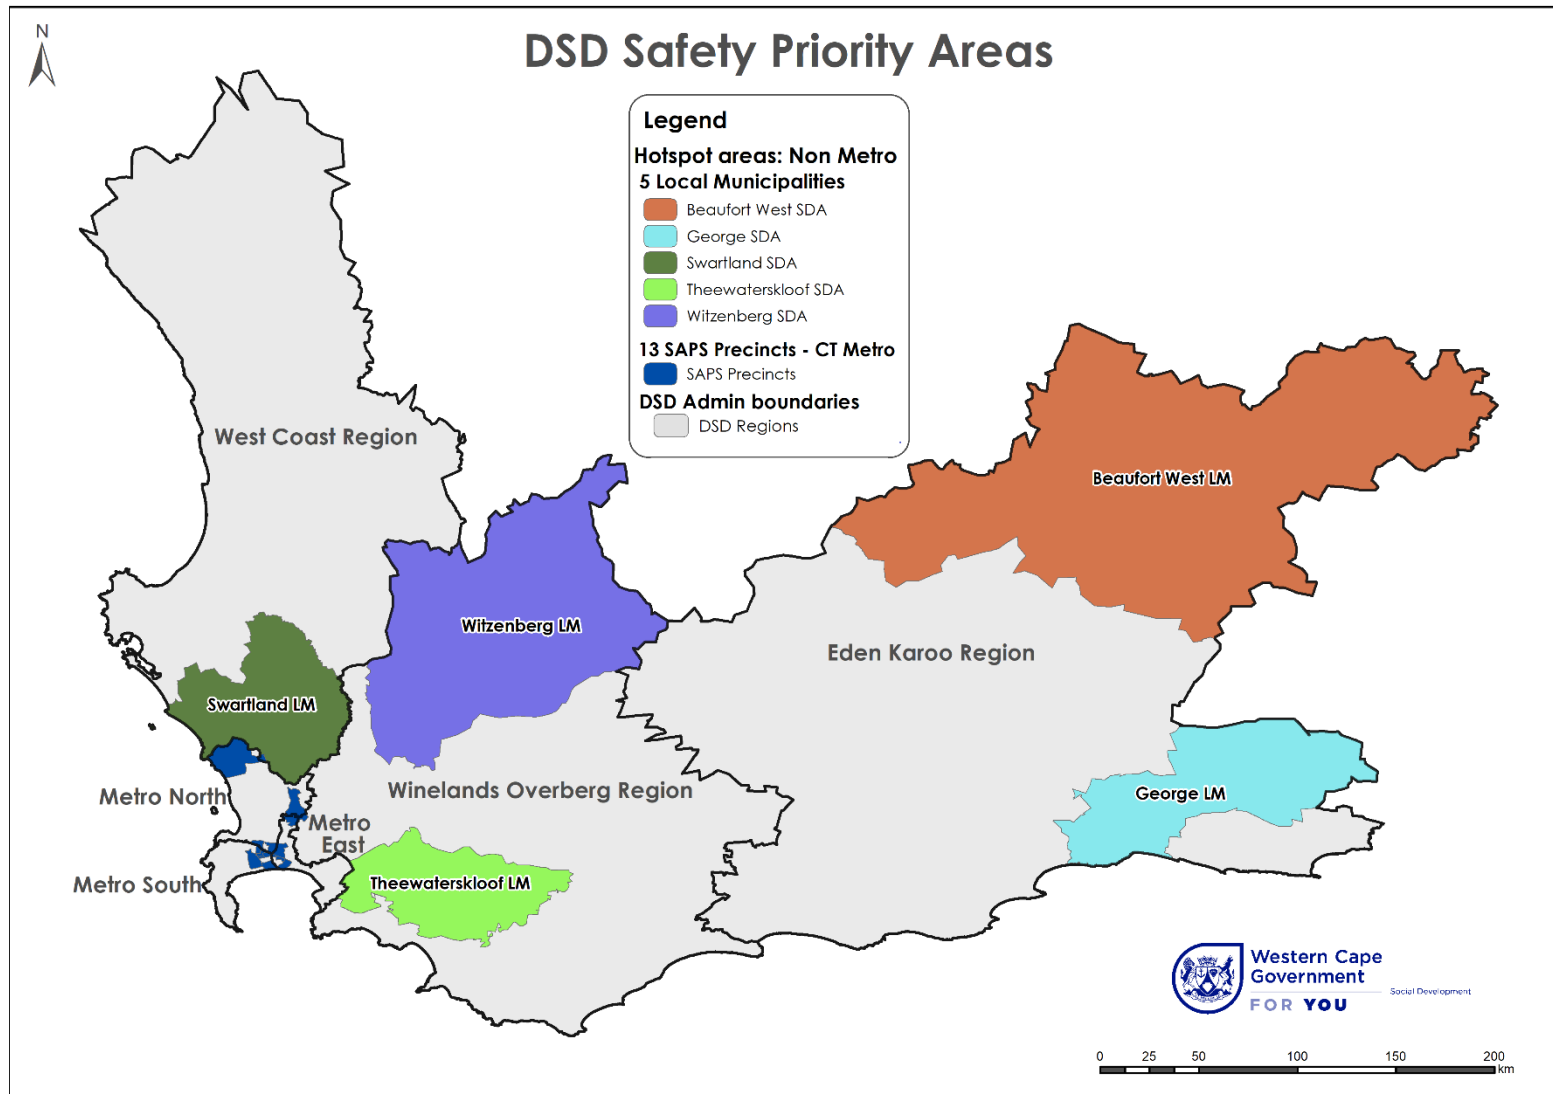 N
DSD Safety Priority Areas
Legend
Hotspot areas: Non Metro
5 Local Municipalities
Beaufort West SDA
George SDA
Swartland SDA
Theewaterskloof SDA
Witzenberg SDA
13 SAPS Precincts - CT Metro
SAPS Precincts
DSD Admin boundaries
DSD Regions
West Coast Region
Beaufort West LM
Witzenberg LM
Eden Karoo Region
Swartland LM
Winelands Overberg Region
Metro North
George LM
Metro
East
Theewaterskloof LM
Metro South
Western Cape
Government
Social Development
FOR YOU
0 25 50 100 150 200
km